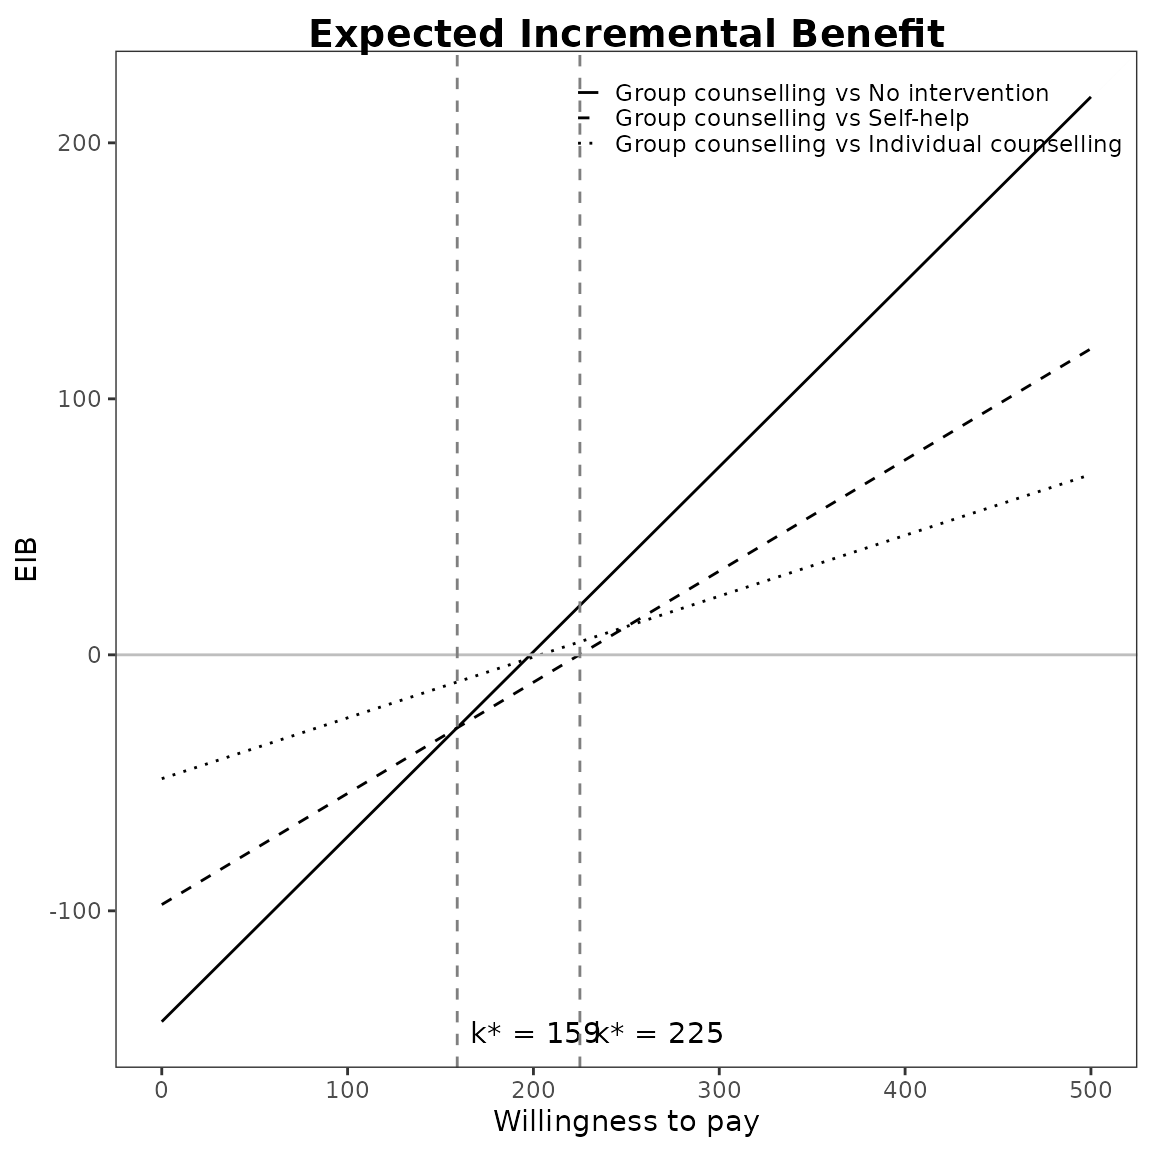 Expected Incremental Benefit
Group counselling vs No intervention
Group counselling vs Self-help
Group counselling vs Individual counselling
200
100
0
-100
EIB
k* = 159
k* = 225
0 100 200 300 400 500
Willingness to pay